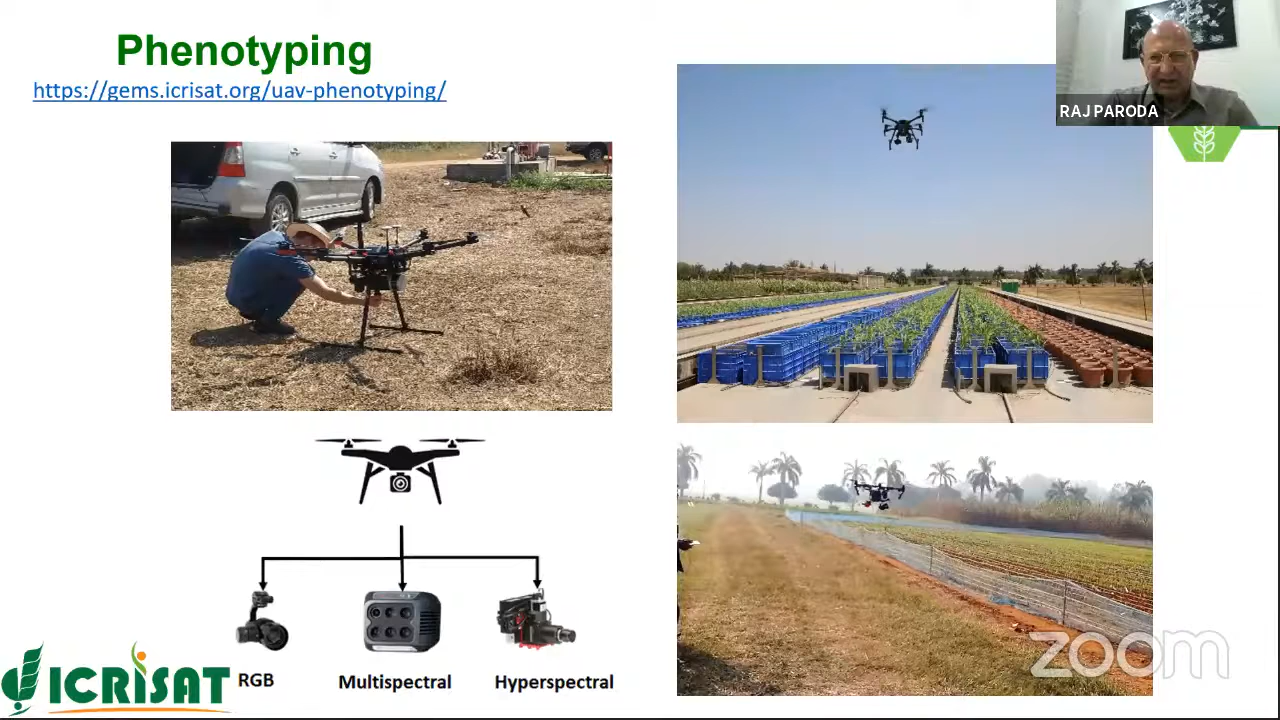 Phenotyping
https://gems.icrisat.org/uav-phenotyping/
RAJ PARODA
RGB
Multispectral
Hyperspectral
ICRISAT
zoom